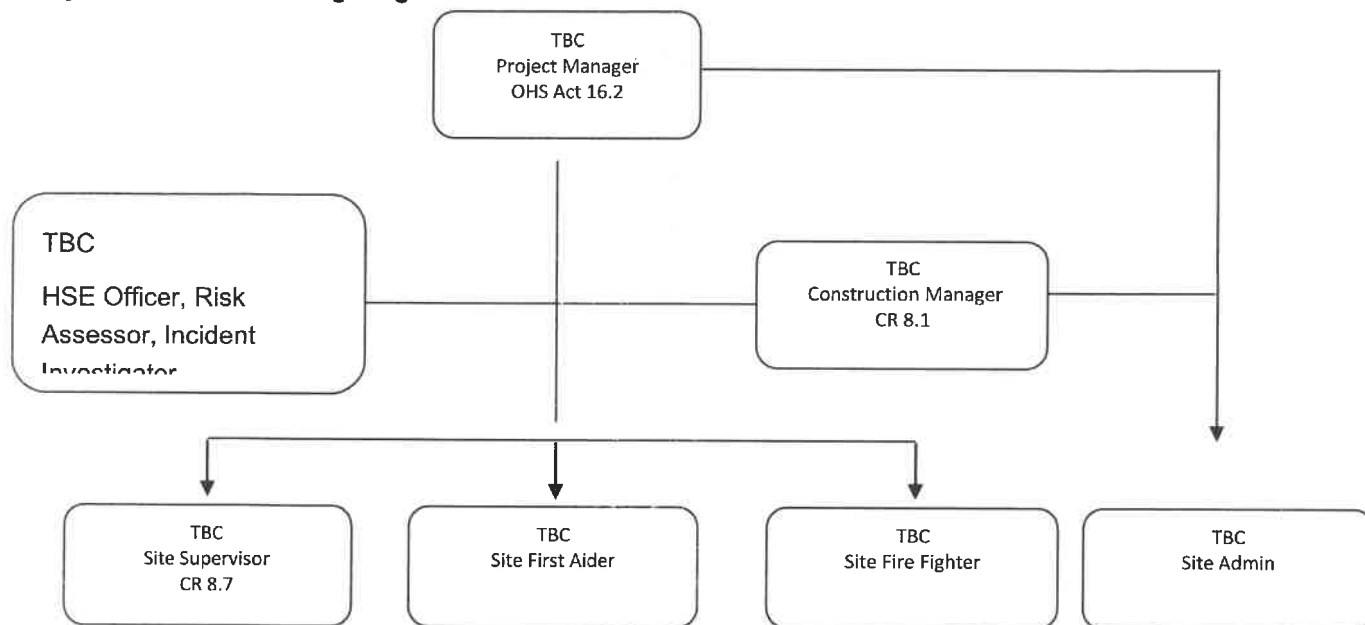 TBC
Project Manager
OHS Act 16.2
TBC
HSE Officer, Risk
Assessor, Incident
Investigator
TBC
Construction Manager
CR 8.1
TBC
Site Supervisor
CR 8.7
TBC
Site First Aider
TBC
Site Fire Fighter
TBC
Site Admin